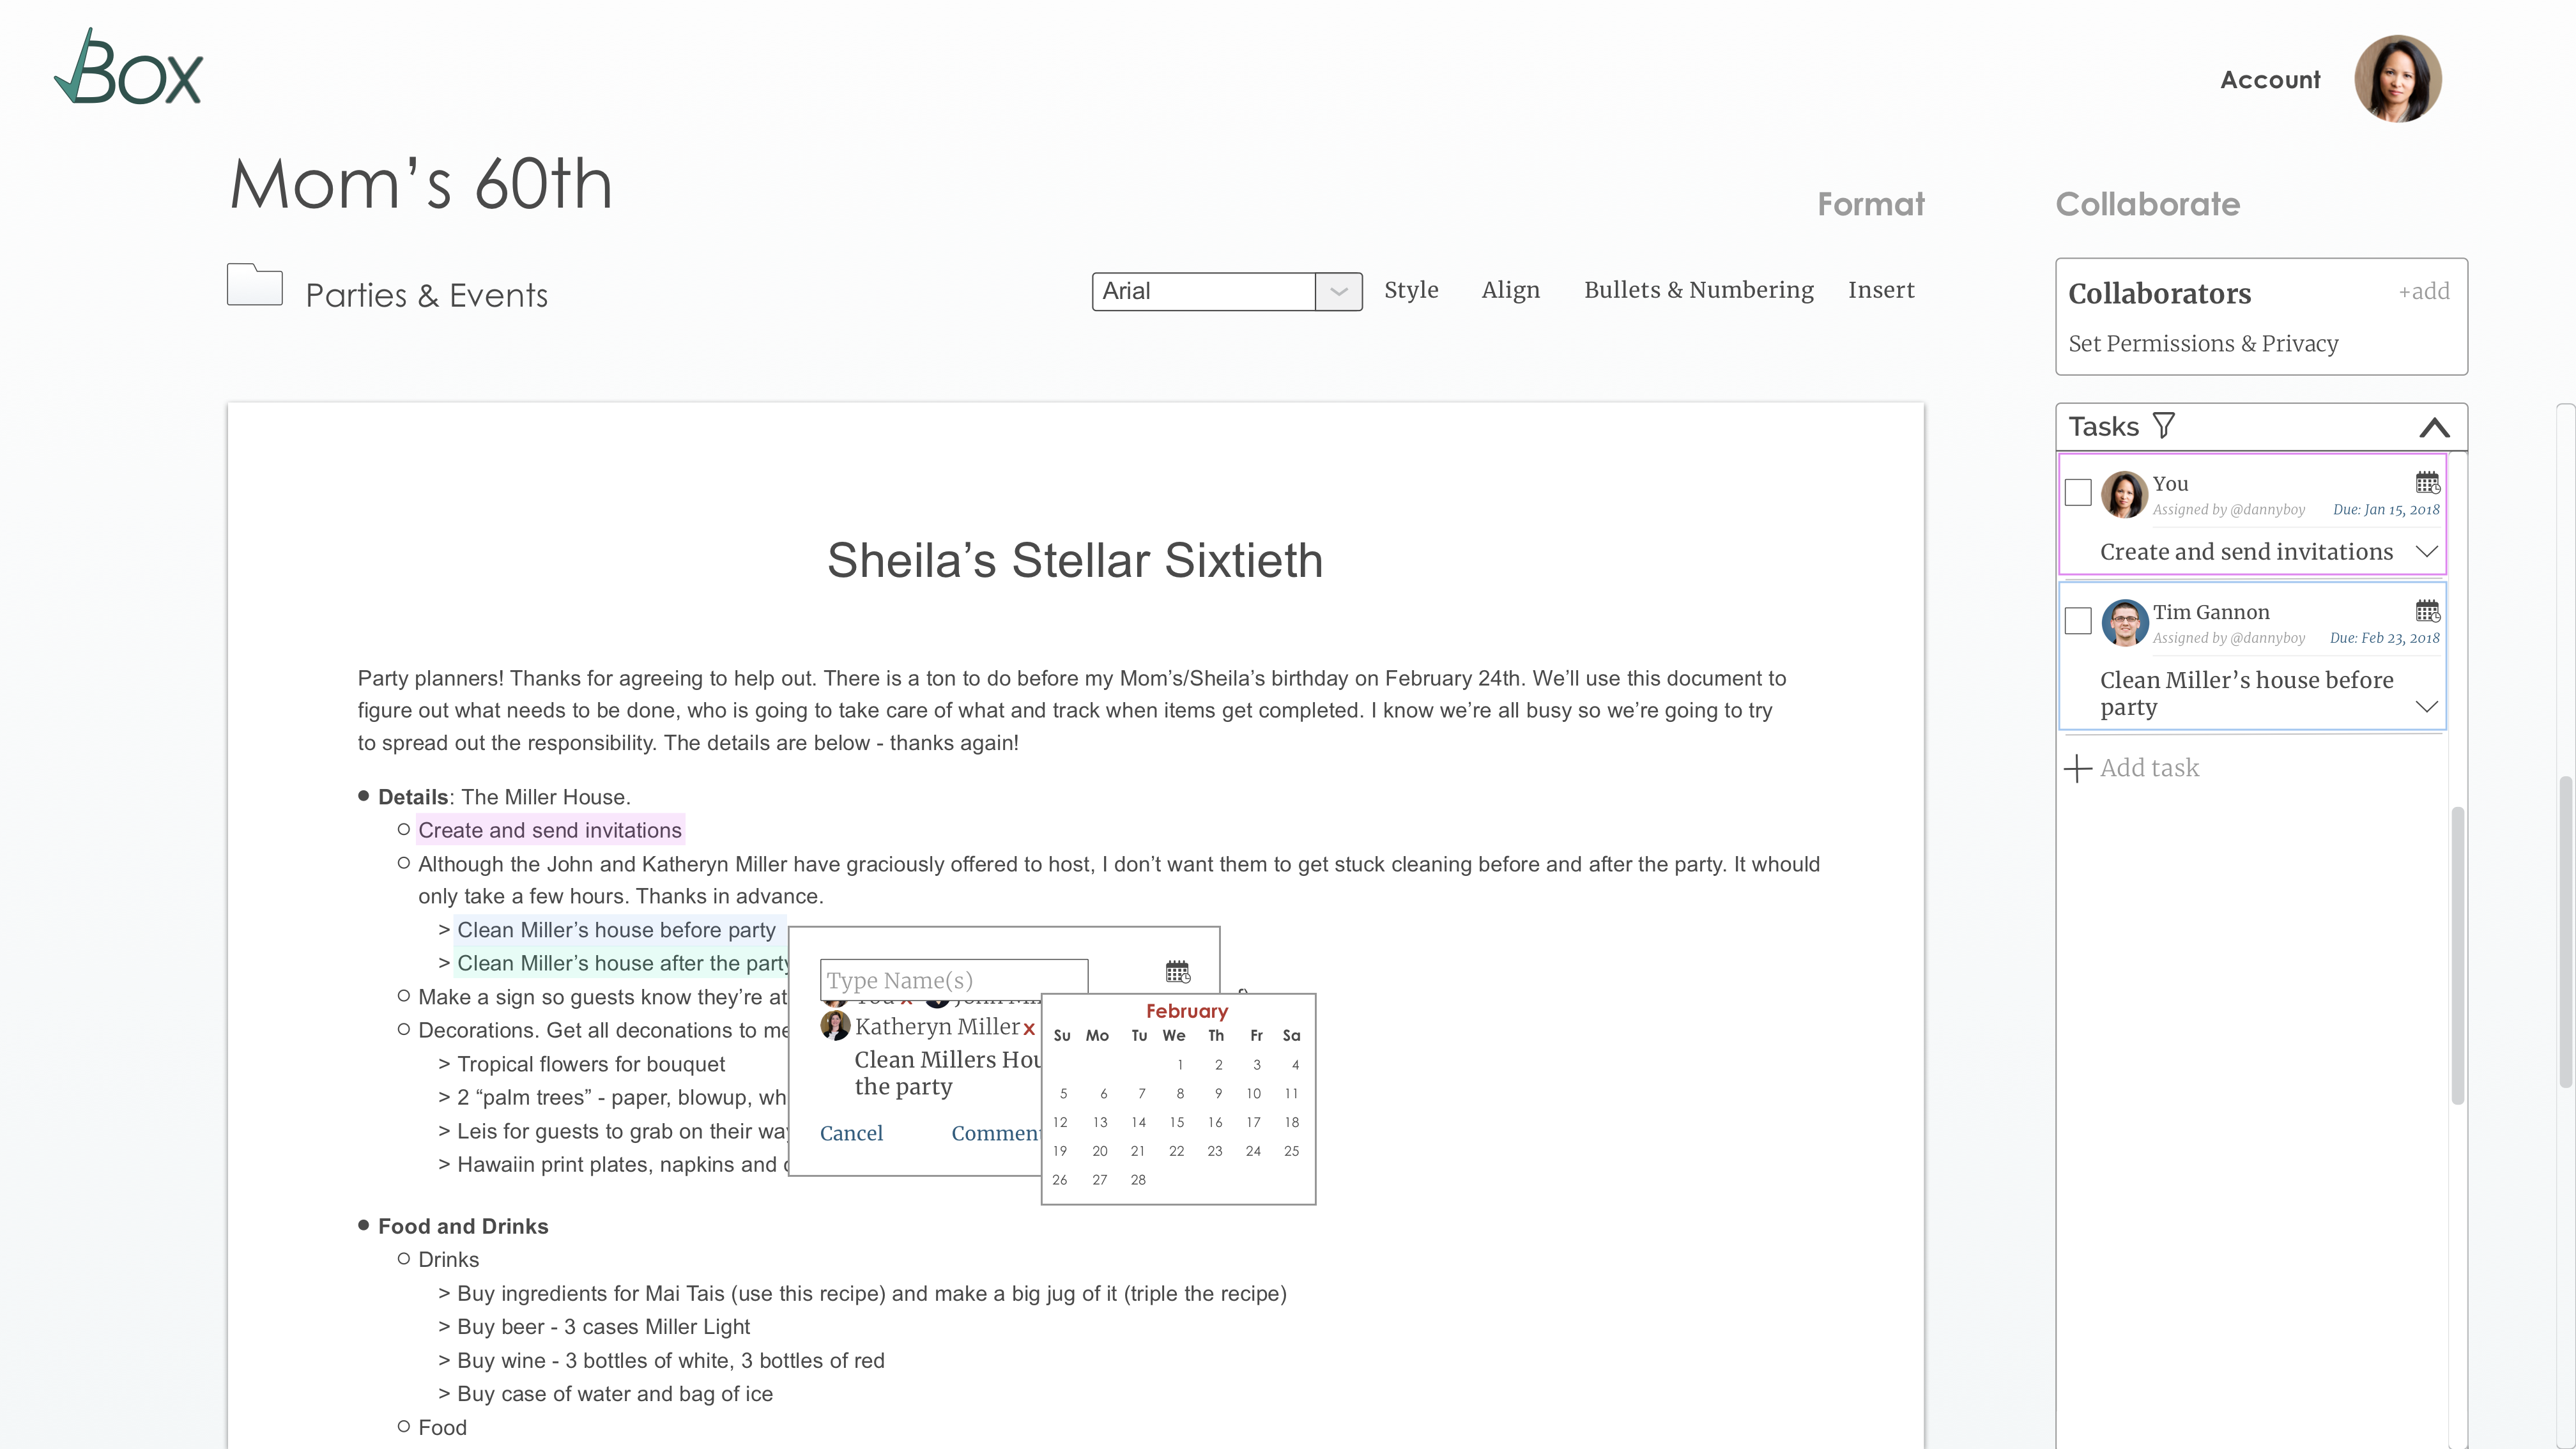 Box
Account
Mom’s 60th
Format
Collaborate
Parties & Events
Arial
Style
Align
Bullets & Numbering
Insert
Collaborators
+add
Set Permissions & Privacy
Tasks
You
Assigned by @dannyboy
Due: Jan 15, 2018
Create and send invitations
Tim Gannon
Assigned by @dannyboy
Due: Feb 23, 2018
Clean Miller’s house before
party
Add task
Sheila’s Stellar Sixtieth
Party planners! Thanks for agreeing to help out. There is a ton to do before my Mom’s/Sheila’s birthday on February 24th. We’ll use this document to
figure out what needs to be done, who is going to take care of what and track when items get completed. I know we’re all busy so we’re going to try
to spread out the responsibility. The details are below - thanks again!
Details: The Miller House.
Create and send invitations
Although the John and Katheryn Miller have graciously offered to host, I don’t want them to get stuck cleaning before and after the party. It whould
only take a few hours. Thanks in advance.
> Clean Miller’s house before party
> Clean Miller’s house after the party
Make a sign so guests know they’re at
Decorations. Get all deconations to me
> Tropical flowers for bouquet
> 2 “palm trees” - paper, blowup, wh
> Leis for guests to grab on their way
> Hawaiin print plates, napkins and
Type Name(s)
You x John
Katheryn Miller x
Clean Millers Hou
the party
Cancel
Comment
February
Su Mo Tu We Th Fr Sa
1 2 3 4
5 6 7 8 9 10 11
12 13 14 15 16 17 18
19 20 21 22 23 24 25
26 27 28
Food and Drinks
Drinks
> Buy ingredients for Mai Tais (use this recipe) and make a big jug of it (triple the recipe)
> Buy beer - 3 cases Miller Light
> Buy wine - 3 bottles of white, 3 bottles of red
> Buy case of water and bag of ice
Food